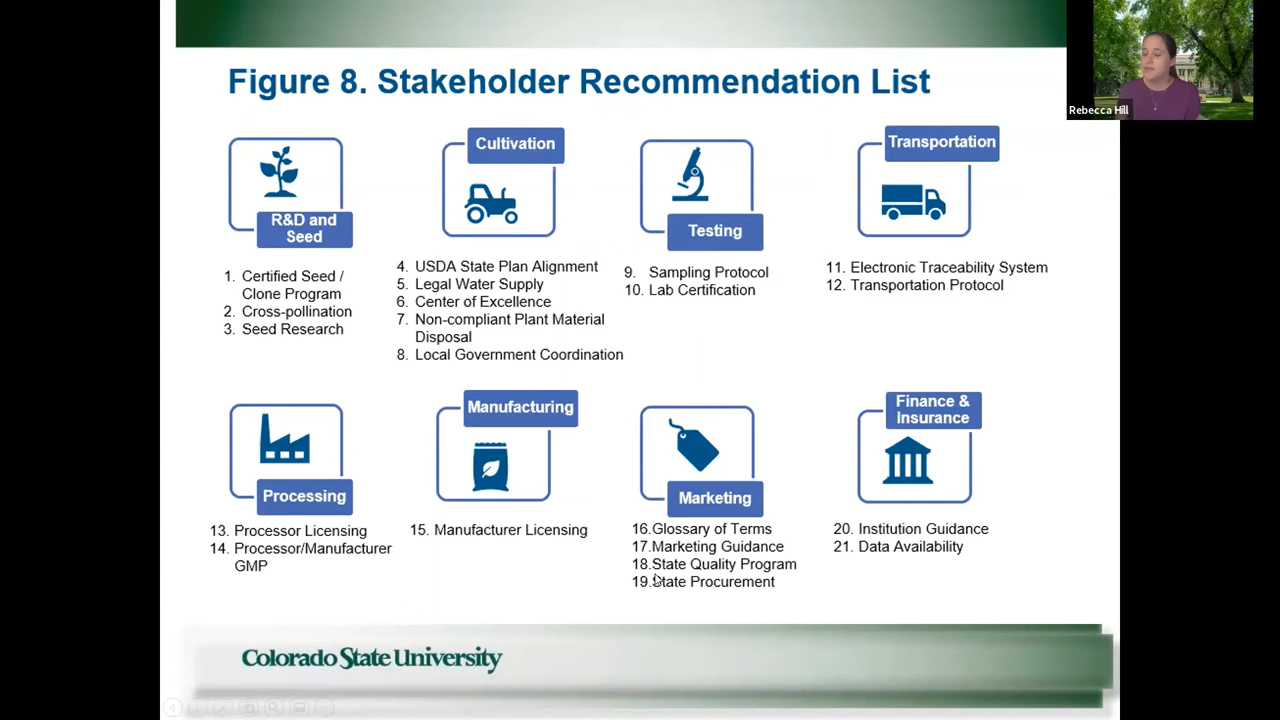 Figure 8. Stakeholder Recommendation List
Rebecca Hill
R&D and
Seed
1. Certified Seed /
Clone Program
2. Cross-pollination
3. Seed Research
Cultivation
4. USDA State Plan Alignment
5. Legal Water Supply
6. Center of Excellence
7. Non-compliant Plant Material
Disposal
8. Local Government Coordination
Testing
9. Sampling Protocol
10. Lab Certification
Transportation
11. Electronic Traceability System
12. Transportation Protocol
Processing
13. Processor Licensing
14. Processor/Manufacturer
GMP
Manufacturing
15. Manufacturer Licensing
Marketing
16.Glossary of Terms
17.Marketing Guidance
18.State Quality Program
19.State Procurement
Finance &
Insurance
20. Institution Guidance
21. Data Availability
Colorado State University